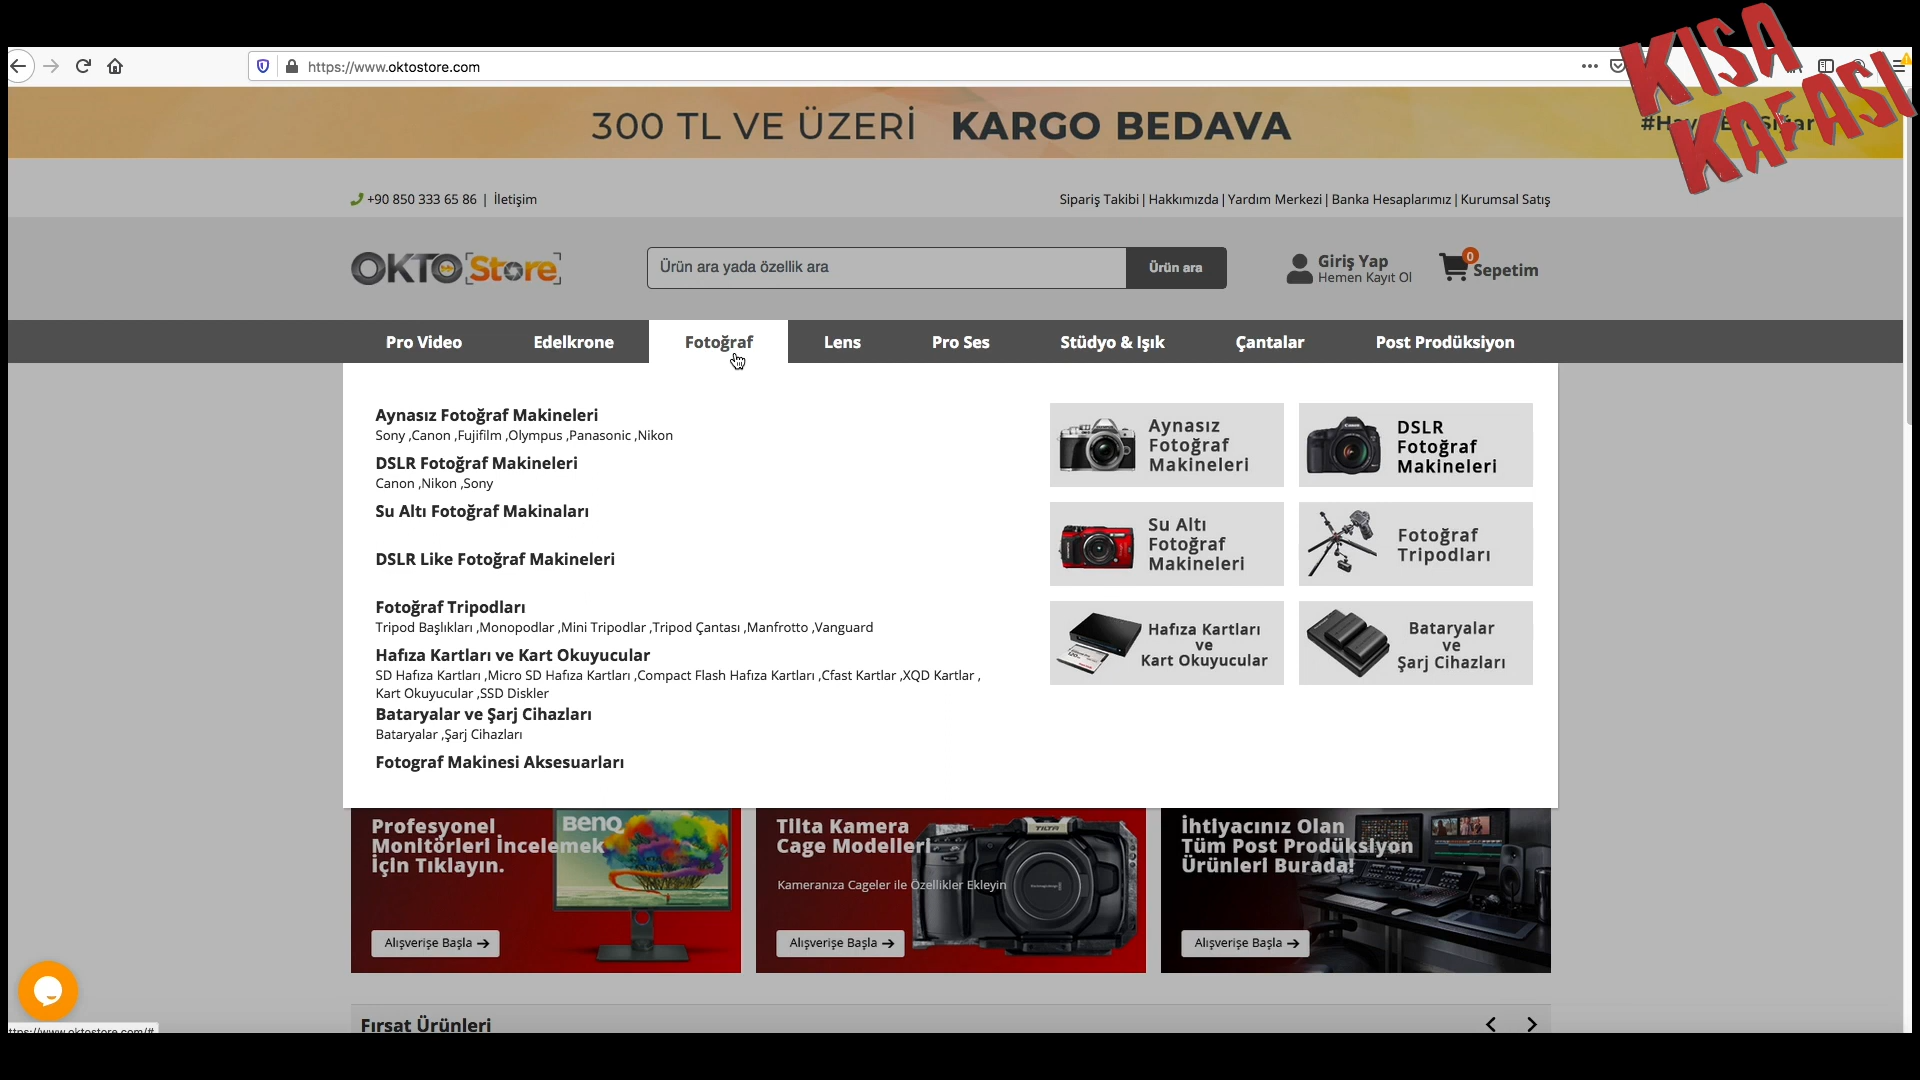 https://www.oktostore.com
KISA
KAFASI
300 TL VE ÜZERİ KARGO BEDAVA
+90 850 333 65 86 | İletişim
Sipariş Takibi | Hakkımızda | Yardım Merkezi | Banka Hesaplarımız | Kurumsal Satış
OKTO Store
Ürün ara yada özellik ara
Ürün ara
Giriş Yap
Hemen Kayıt Ol
0
Sepetim
Pro Video Edelkrone Fotoğraf Lens Pro Ses Stüdyo & Işık Çantalar Post Prodüksiyon
Aynasız Fotoğraf Makineleri
Sony ,Canon ,Fujifilm ,Olympus ,Panasonic ,Nikon
DSLR Fotoğraf Makineleri
Canon ,Nikon ,Sony
Su Altı Fotoğraf Makinaları
DSLR Like Fotoğraf Makineleri
Fotoğraf Tripodları
Tripod Başlıkları ,Monopodlar ,Mini Tripodlar ,Tripod Çantası ,Manfrotto ,Vanguard
Hafıza Kartları ve Kart Okuyucular
SD Hafıza Kartları ,Micro SD Hafıza Kartları ,Compact Flash Hafıza Kartları ,Cfast Kartlar ,XQD Kartlar ,
Kart Okuyucular ,SSD Diskler
Bataryalar ve Şarj Cihazları
Bataryalar ,Şarj Cihazları
Fotograf Makinesi Aksesuarları
Aynasız
Fotoğraf
Makineleri
DSLR
Fotoğraf
Makineleri
Su Altı
Fotoğraf
Makineleri
Fotoğraf
Tripodları
Hafıza Kartları
ve
Kart Okuyucular
Bataryalar
ve
Şarj Cihazları
Profesyonel
Monitörleri İncelemek
İçin Tıklayın.
BenQ
Alışverişe Başla
Tilta Kamera
Cage Modelleri
Kameranıza Cageler ile Özellikler Ekleyin
TILTA
Alışverişe Başla
İhtiyacınız Olan
Tüm Post Prodüksiyon
Ürünleri Burada!
Alışverişe Başla
Fırsat Ürünleri